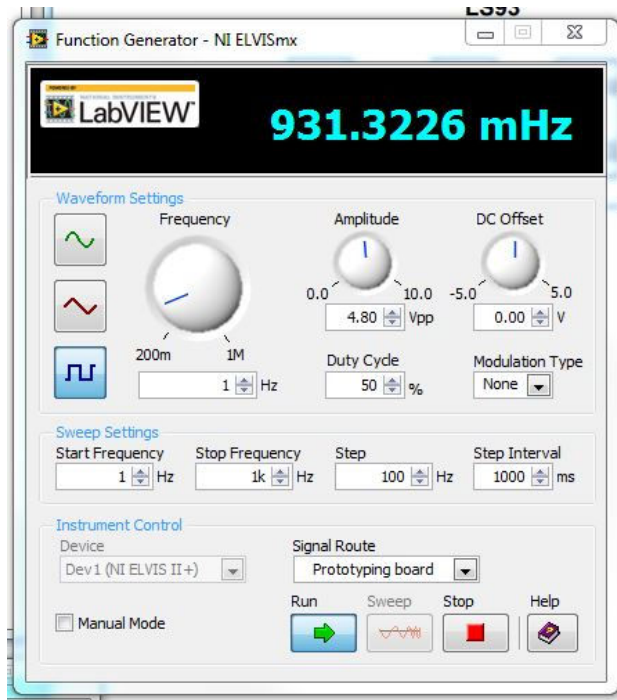 LS93
Function Generator - NI ELVISmx
LabVIEW
931.3226 mHz
Waveform Settings
Frequency Amplitude DC Offset
0.0 10.0 -5.0 5.0
4.80 Vpp 0.00 V
200m 1M
Duty Cycle Modulation Type
1 Hz 50 % None
Sweep Settings
Start Frequency Stop Frequency Step Step Interval
1 Hz 1k Hz 100 Hz 1000 ms
Instrument Control
Device Signal Route
Dev1 (NI ELVIS II+) Prototyping board
Run Sweep Stop Help
Manual Mode